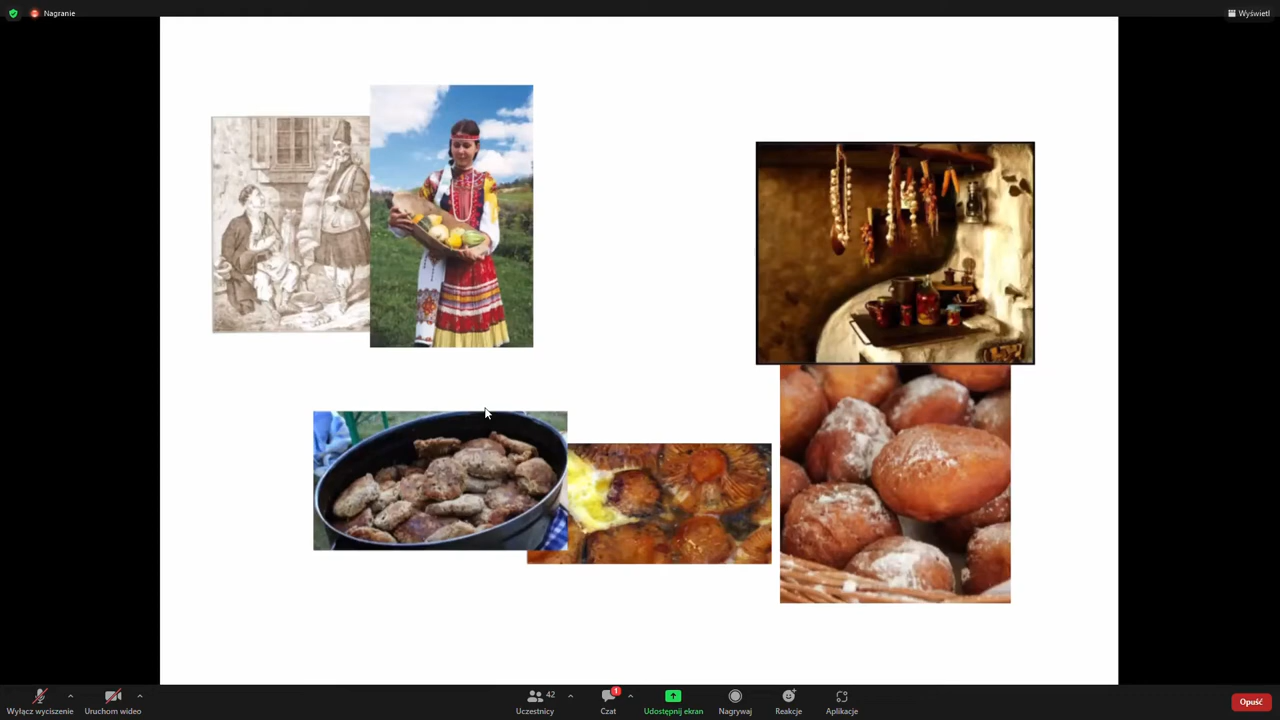 Nagranie
Wyświetl
Wyłącz wyciszenie
Uruchom wideo
42
Uczestnicy
1
Czat
Udostępnij ekran
Nagrywaj
Reakcje
Aplikacje
Opuść